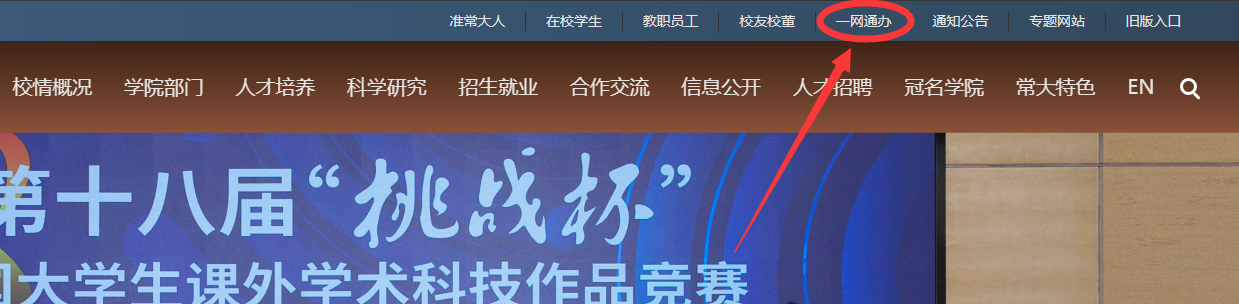 准常大人 在校学生 教职员工 校友校董 一网通办 通知公告 专题网站 旧版入口
校情概况 学院部门 人才培养 科学研究 招生就业 合作交流 信息公开 人才招聘 冠名学院 常大特色 EN
第十八届“挑战杯”
国大学生课外学术科技作品竞赛